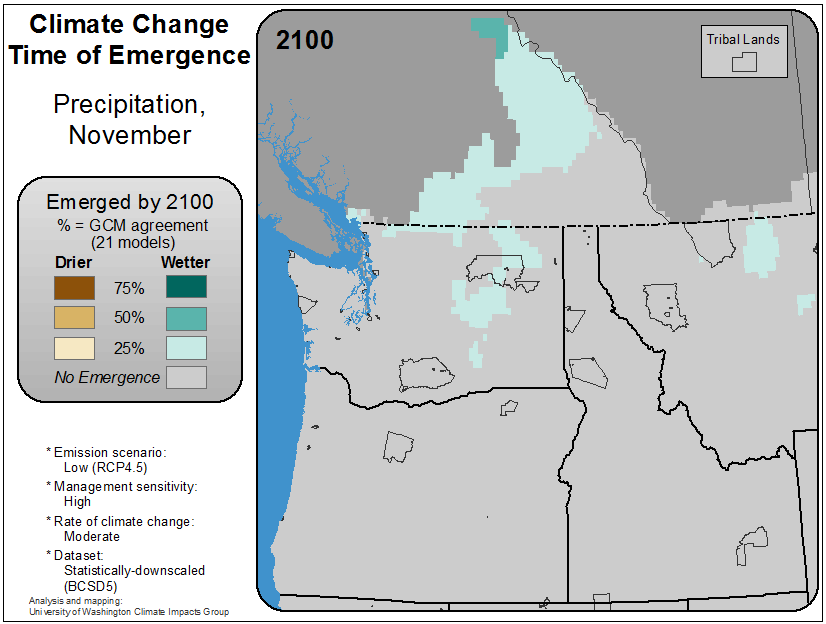 Climate Change
Time of Emergence
Precipitation,
November
Emerged by 2100
% = GCM agreement
(21 models)
Drier Wetter
75%
50%
25%
No Emergence
* Emission scenario:
Low (RCP4.5)
* Management sensitivity:
High
* Rate of climate change:
Moderate
* Dataset:
Statistically-downscaled
(BCSD5)
Analysis and mapping:
University of Washington Climate Impacts Group
2100
Tribal Lands